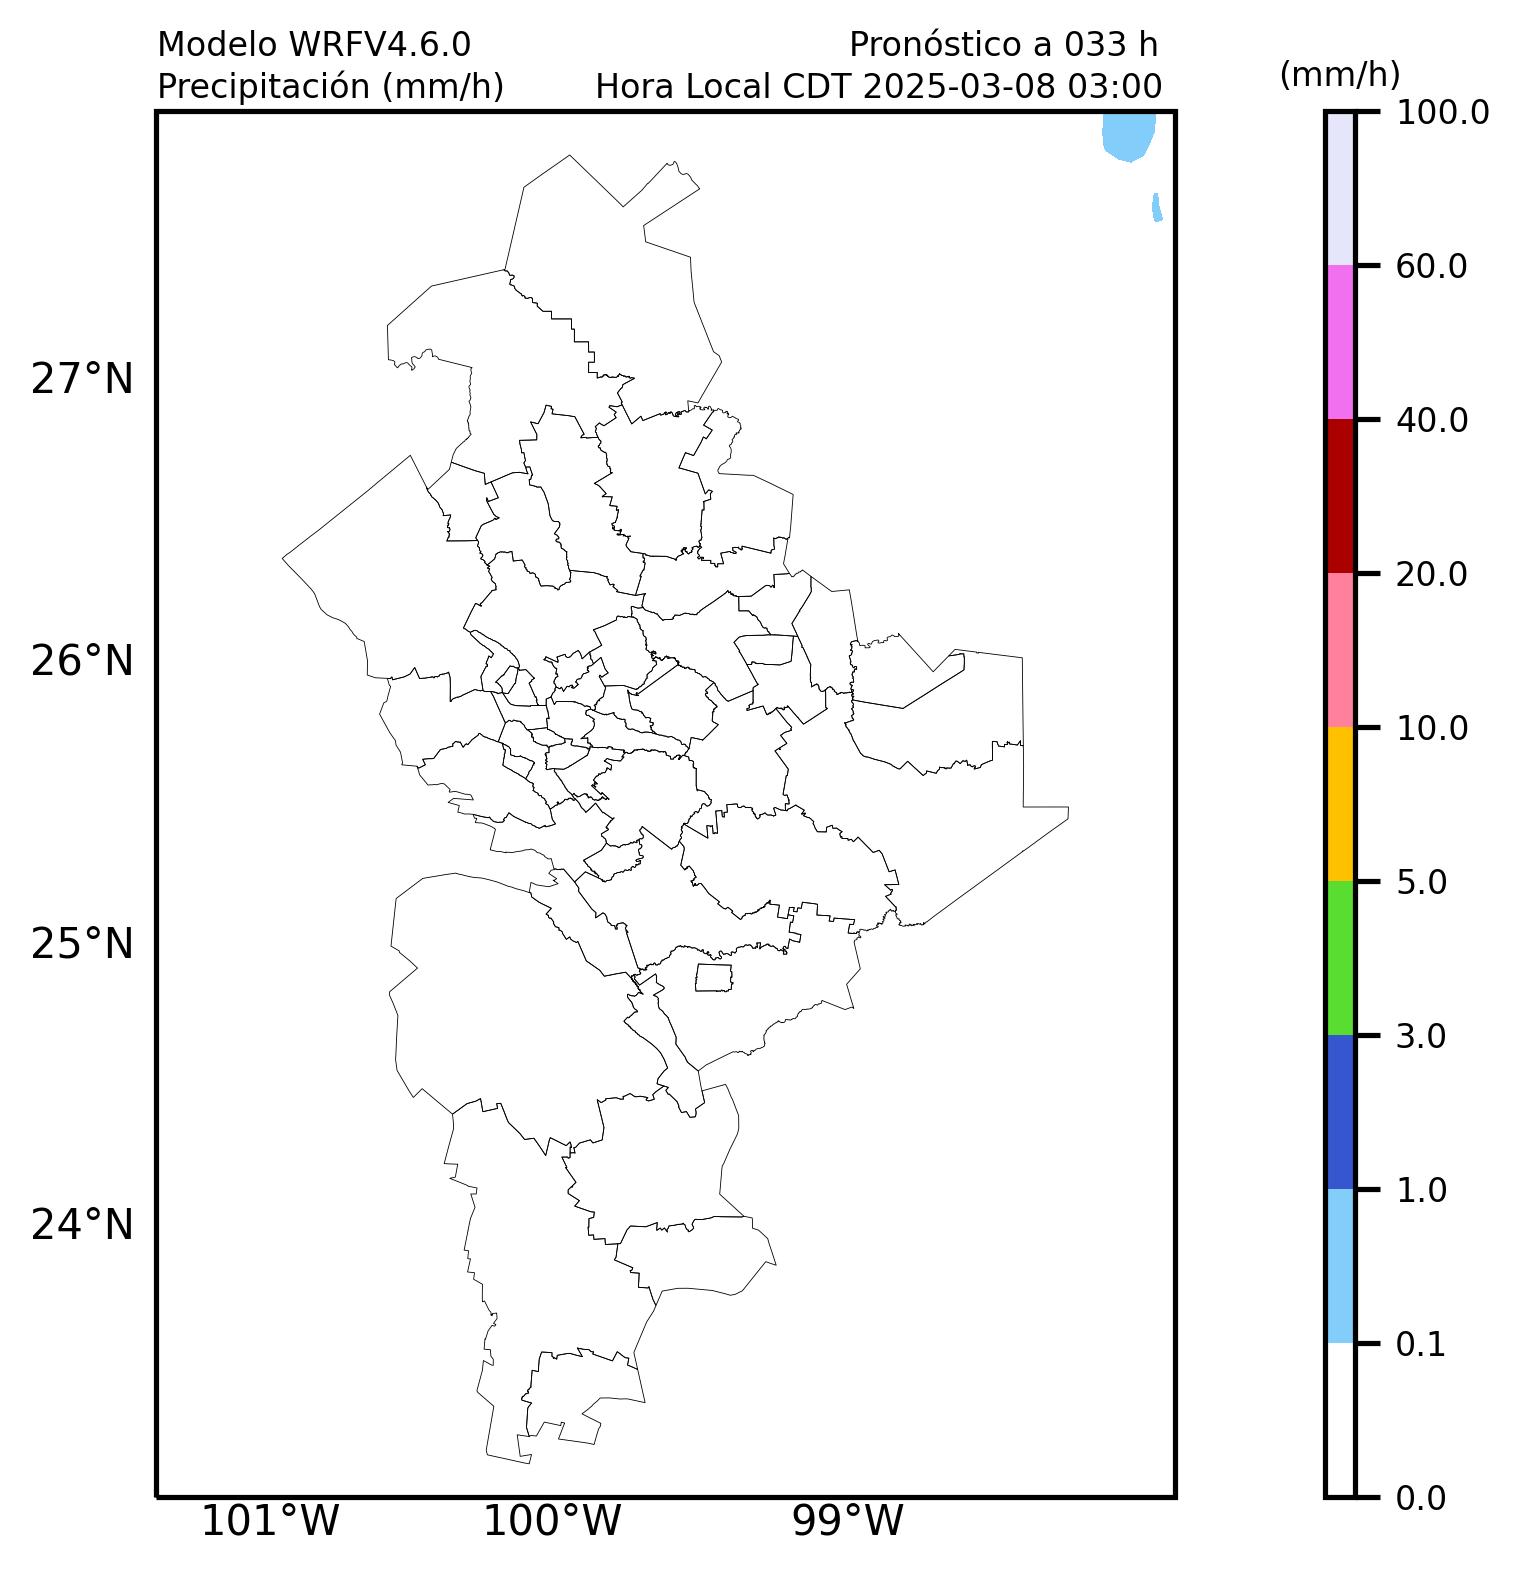 Modelo WRFV4.6.0
Pronóstico a 033 h
Precipitación (mm/h)
Hora Local CDT 2025-03-08 03:00
(mm/h)
100.0
60.0
40.0
20.0
10.0
5.0
3.0
1.0
0.1
0.0
27°N
26°N
25°N
24°N
101°W
100°W
99°W